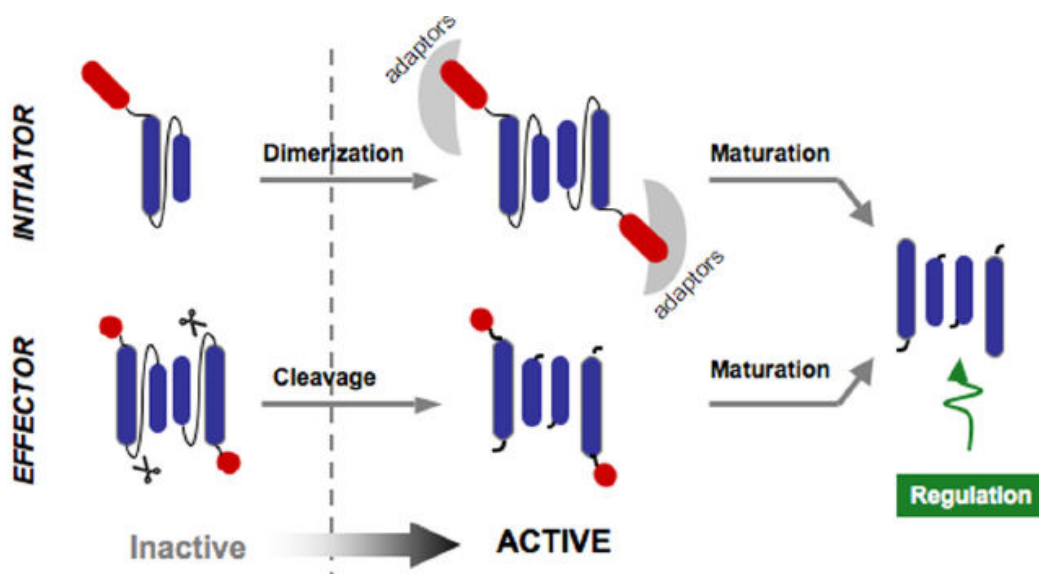 adaptors
INITIATOR
Dimerization
Maturation
adaptors
EFFECTOR
Cleavage
Maturation
Regulation
Inactive
ACTIVE